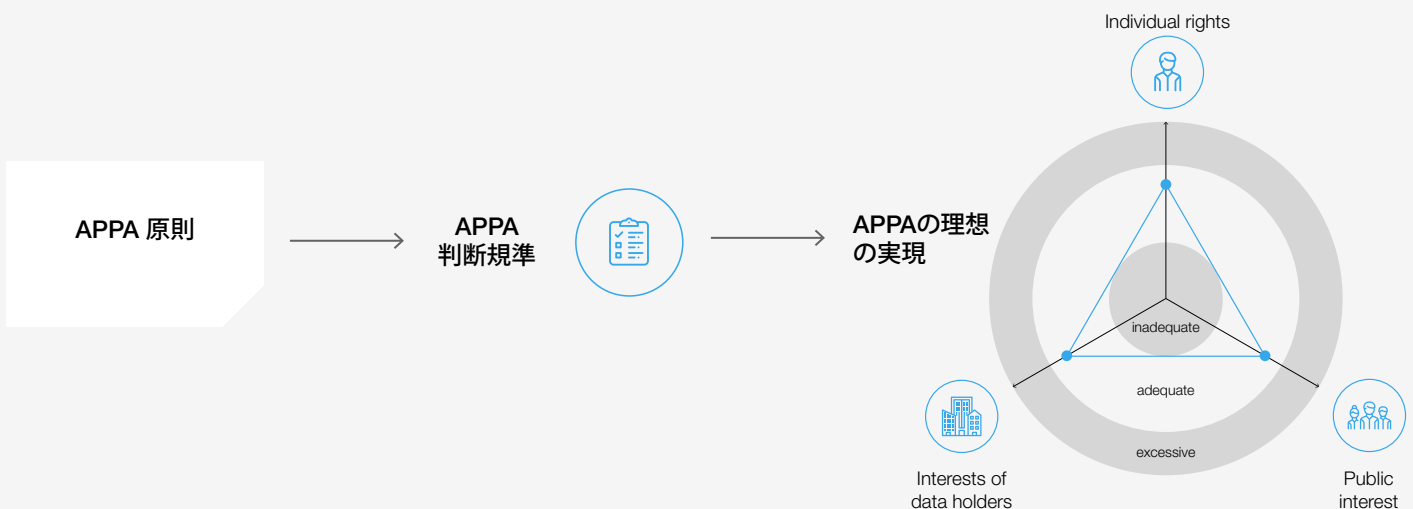 APPA 原則
APPA
判断規準
APPAの理想
の実現
Individual rights
inadequate
adequate
excessive
Interests of
data holders
Public
interest